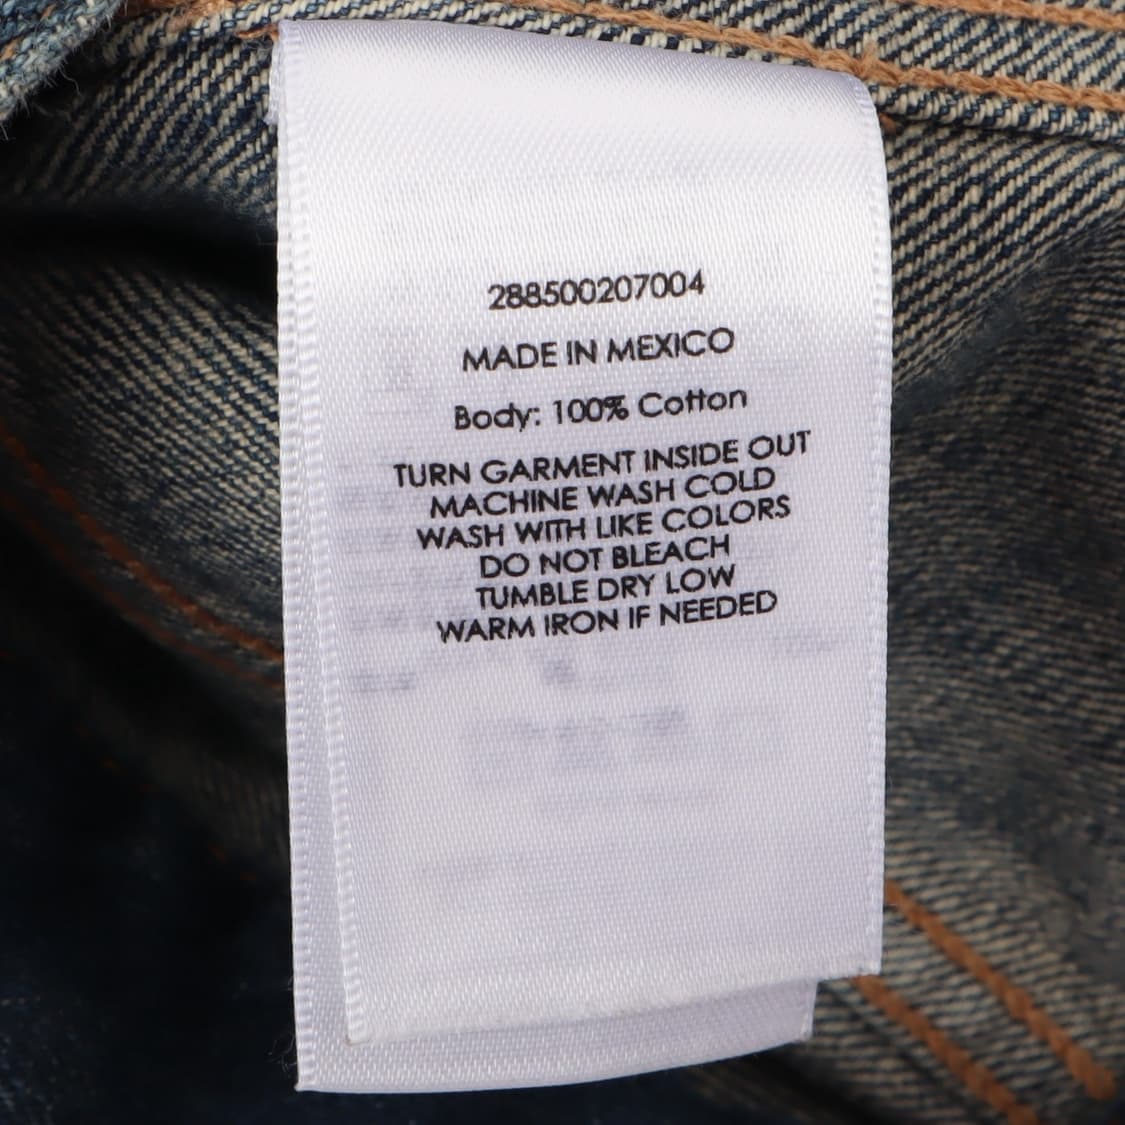 288500207004
MADE IN MEXICO
Body: 100% Cotton
TURN GARMENT INSIDE OUT
MACHINE WASH COLD
WASH WITH LIKE COLORS
DO NOT BLEACH
TUMBLE DRY LOW
WARM IRON IF NEEDED